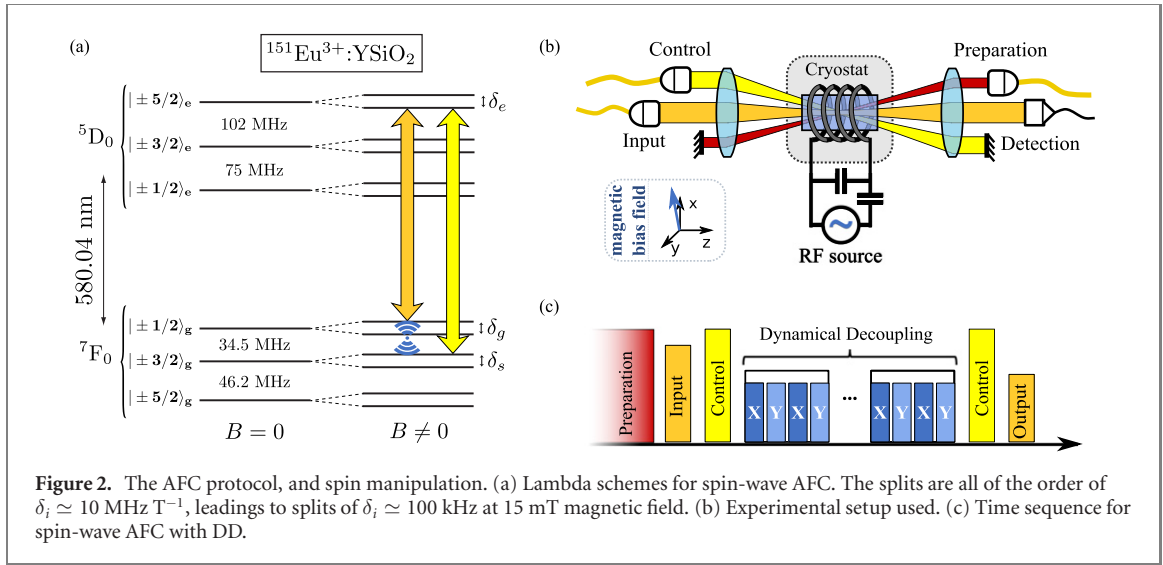 (a)
¹⁵¹Eu³⁺:YSiO₂
⁵D₀
| ± 5/2⟩ₑ
102 MHz
| ± 3/2⟩ₑ
75 MHz
| ± 1/2⟩ₑ
δₑ
580.04 nm
⁷F₀
| ± 1/2⟩g
34.5 MHz
| ± 3/2⟩g
46.2 MHz
| ± 5/2⟩g
δg
δs
B = 0
B ≠ 0
(b)
Control
Input
Cryostat
Preparation
Detection
magnetic
bias field
x
y
z
RF source
(c)
Preparation
Input
Control
Dynamical Decoupling
X Y X Y
...
X Y X Y
Control
Output
Figure 2. The AFC protocol, and spin manipulation. (a) Lambda schemes for spin-wave AFC. The splits are all of the order of
δᵢ ≃ 10 MHz T⁻¹, leadings to splits of δᵢ ≃ 100 kHz at 15 mT magnetic field. (b) Experimental setup used. (c) Time sequence for
spin-wave AFC with DD.